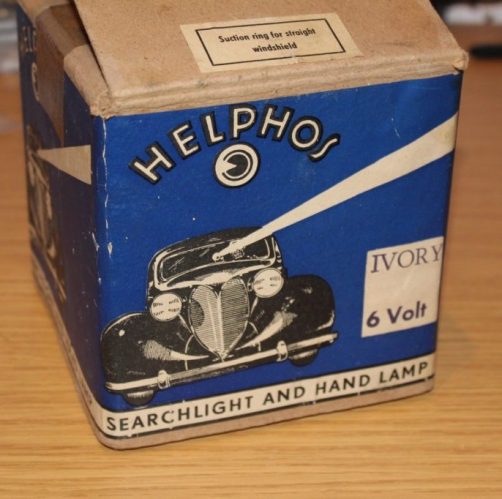 Suction ring for straight
windshield
HELPHOS
IVORY
6 Volt
SEARCHLIGHT AND HAND LAMP